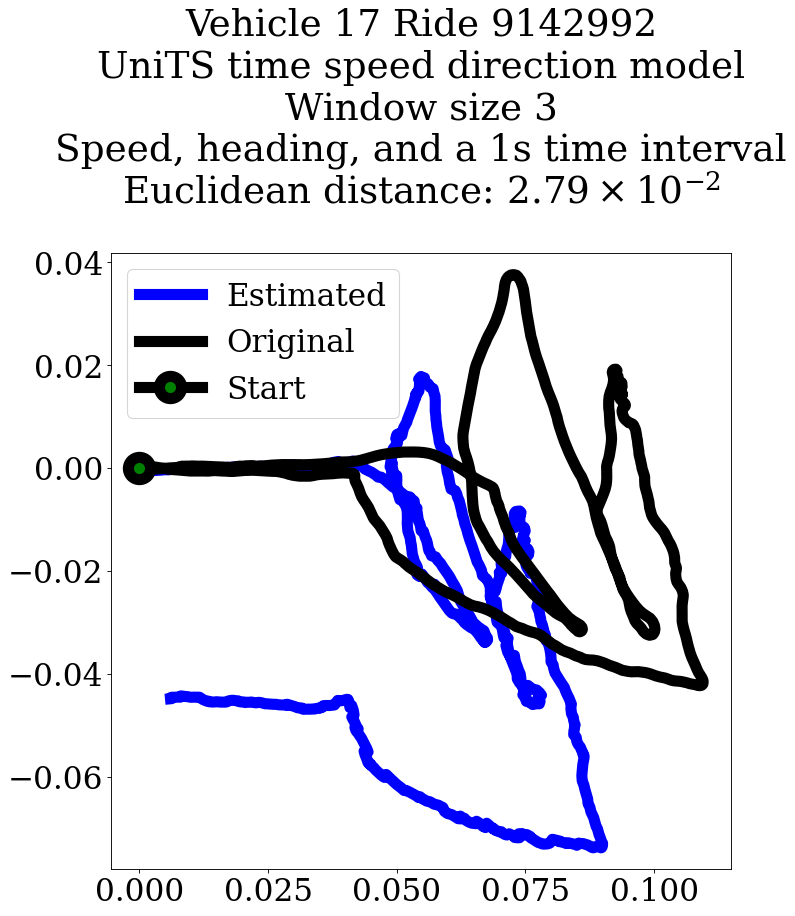 Vehicle 17 Ride 9142992
UniTS time speed direction model
Window size 3
Speed, heading, and a 1s time interval
Euclidean distance: 2.79 × 10⁻²
Estimated
Original
Start
0.04
0.02
0.00
−0.02
−0.04
−0.06
0.000 0.025 0.050 0.075 0.100